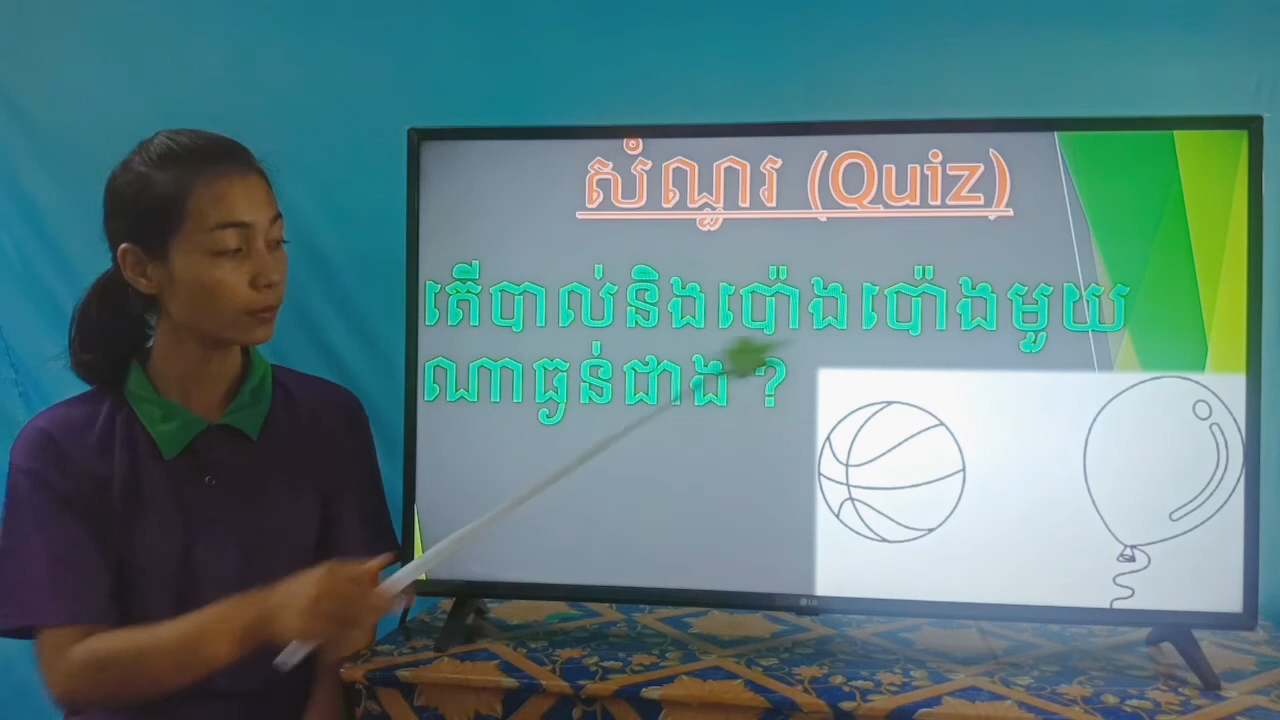 សំណួរ (Quiz)
តើបាល់និងប៉ោងប៉ោងមួយ
ណាធ្ងន់ជាង ?
LG